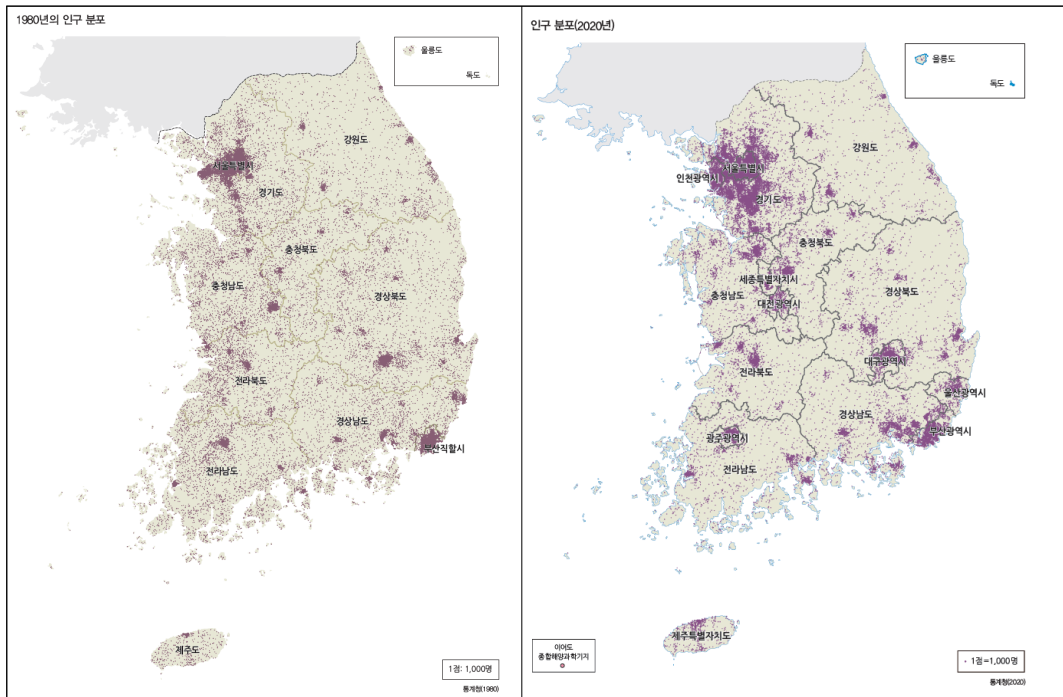 1980년의 인구 분포
울릉도
독도
강원도
서울특별시
경기도
충청북도
충청남도
경상북도
전라북도
경상남도
부산직할시
전라남도
제주도
1점: 1,000명
통계청(1980)
인구 분포(2020년)
울릉도
독도
강원도
서울특별시
인천광역시
경기도
충청북도
세종특별자치시
충청남도
대전광역시
경상북도
대구광역시
전라북도
울산광역시
경상남도
부산광역시
광주광역시
전라남도
제주특별자치도
이어도
종합해양과학기지
1점=1,000명
통계청(2020)